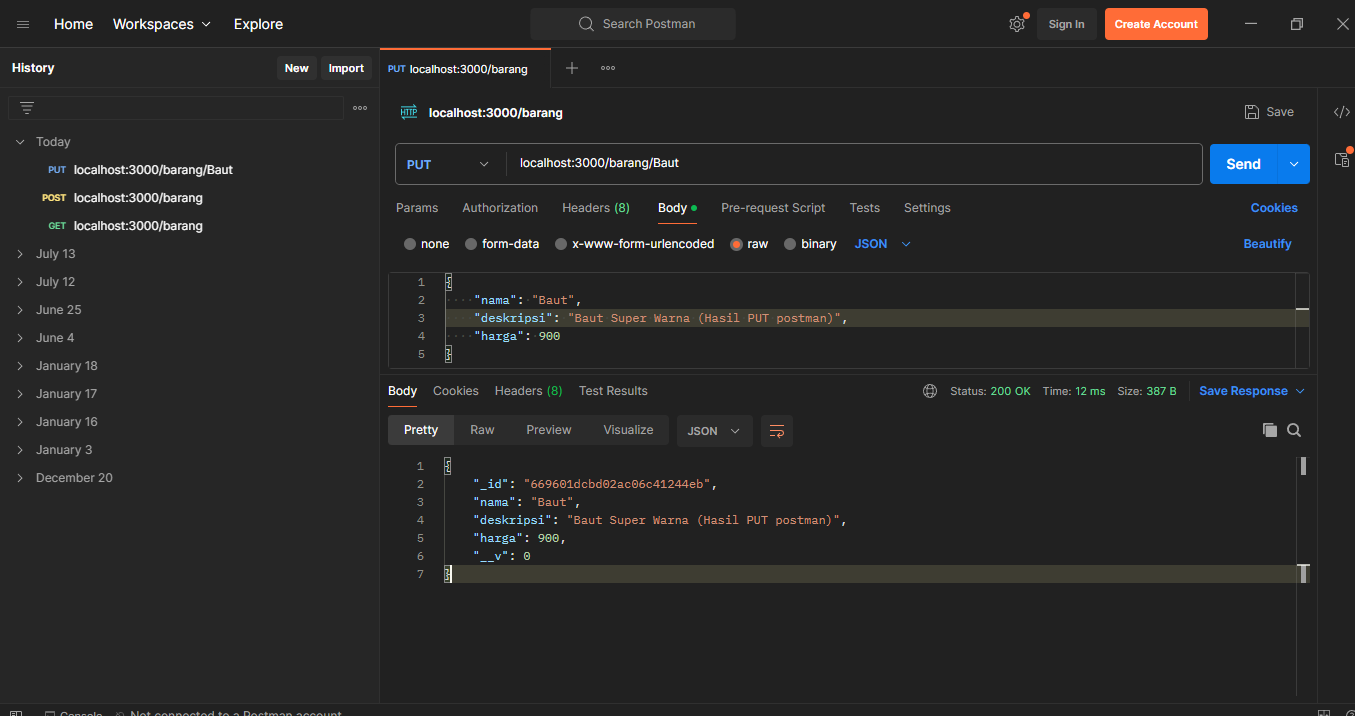 Home Workspaces Explore Search Postman Sign In Create Account
History New Import
PUT localhost:3000/barang
Today
PUT localhost:3000/barang/Baut
POST localhost:3000/barang
GET localhost:3000/barang
July 13
July 12
June 25
June 4
January 18
January 17
January 16
January 3
December 20
HTTP localhost:3000/barang Save
PUT localhost:3000/barang/Baut Send
Params Authorization Headers (8) Body Pre-request Script Tests Settings Cookies
none form-data x-www-form-urlencoded raw binary JSON Beautify
1 {
2 "nama": "Baut",
3 "deskripsi": "Baut Super Warna (Hasil PUT postman)",
4 "harga": 900
5 }
Body Cookies Headers (8) Test Results Status: 200 OK Time: 12 ms Size: 387 B Save Response
Pretty Raw Preview Visualize JSON
1 {
2 "_id": "669601dcbd02ac06c41244eb",
3 "nama": "Baut",
4 "deskripsi": "Baut Super Warna (Hasil PUT postman)",
5 "harga": 900,
6 "__v": 0
7 }
Console Not connected to a Postman account